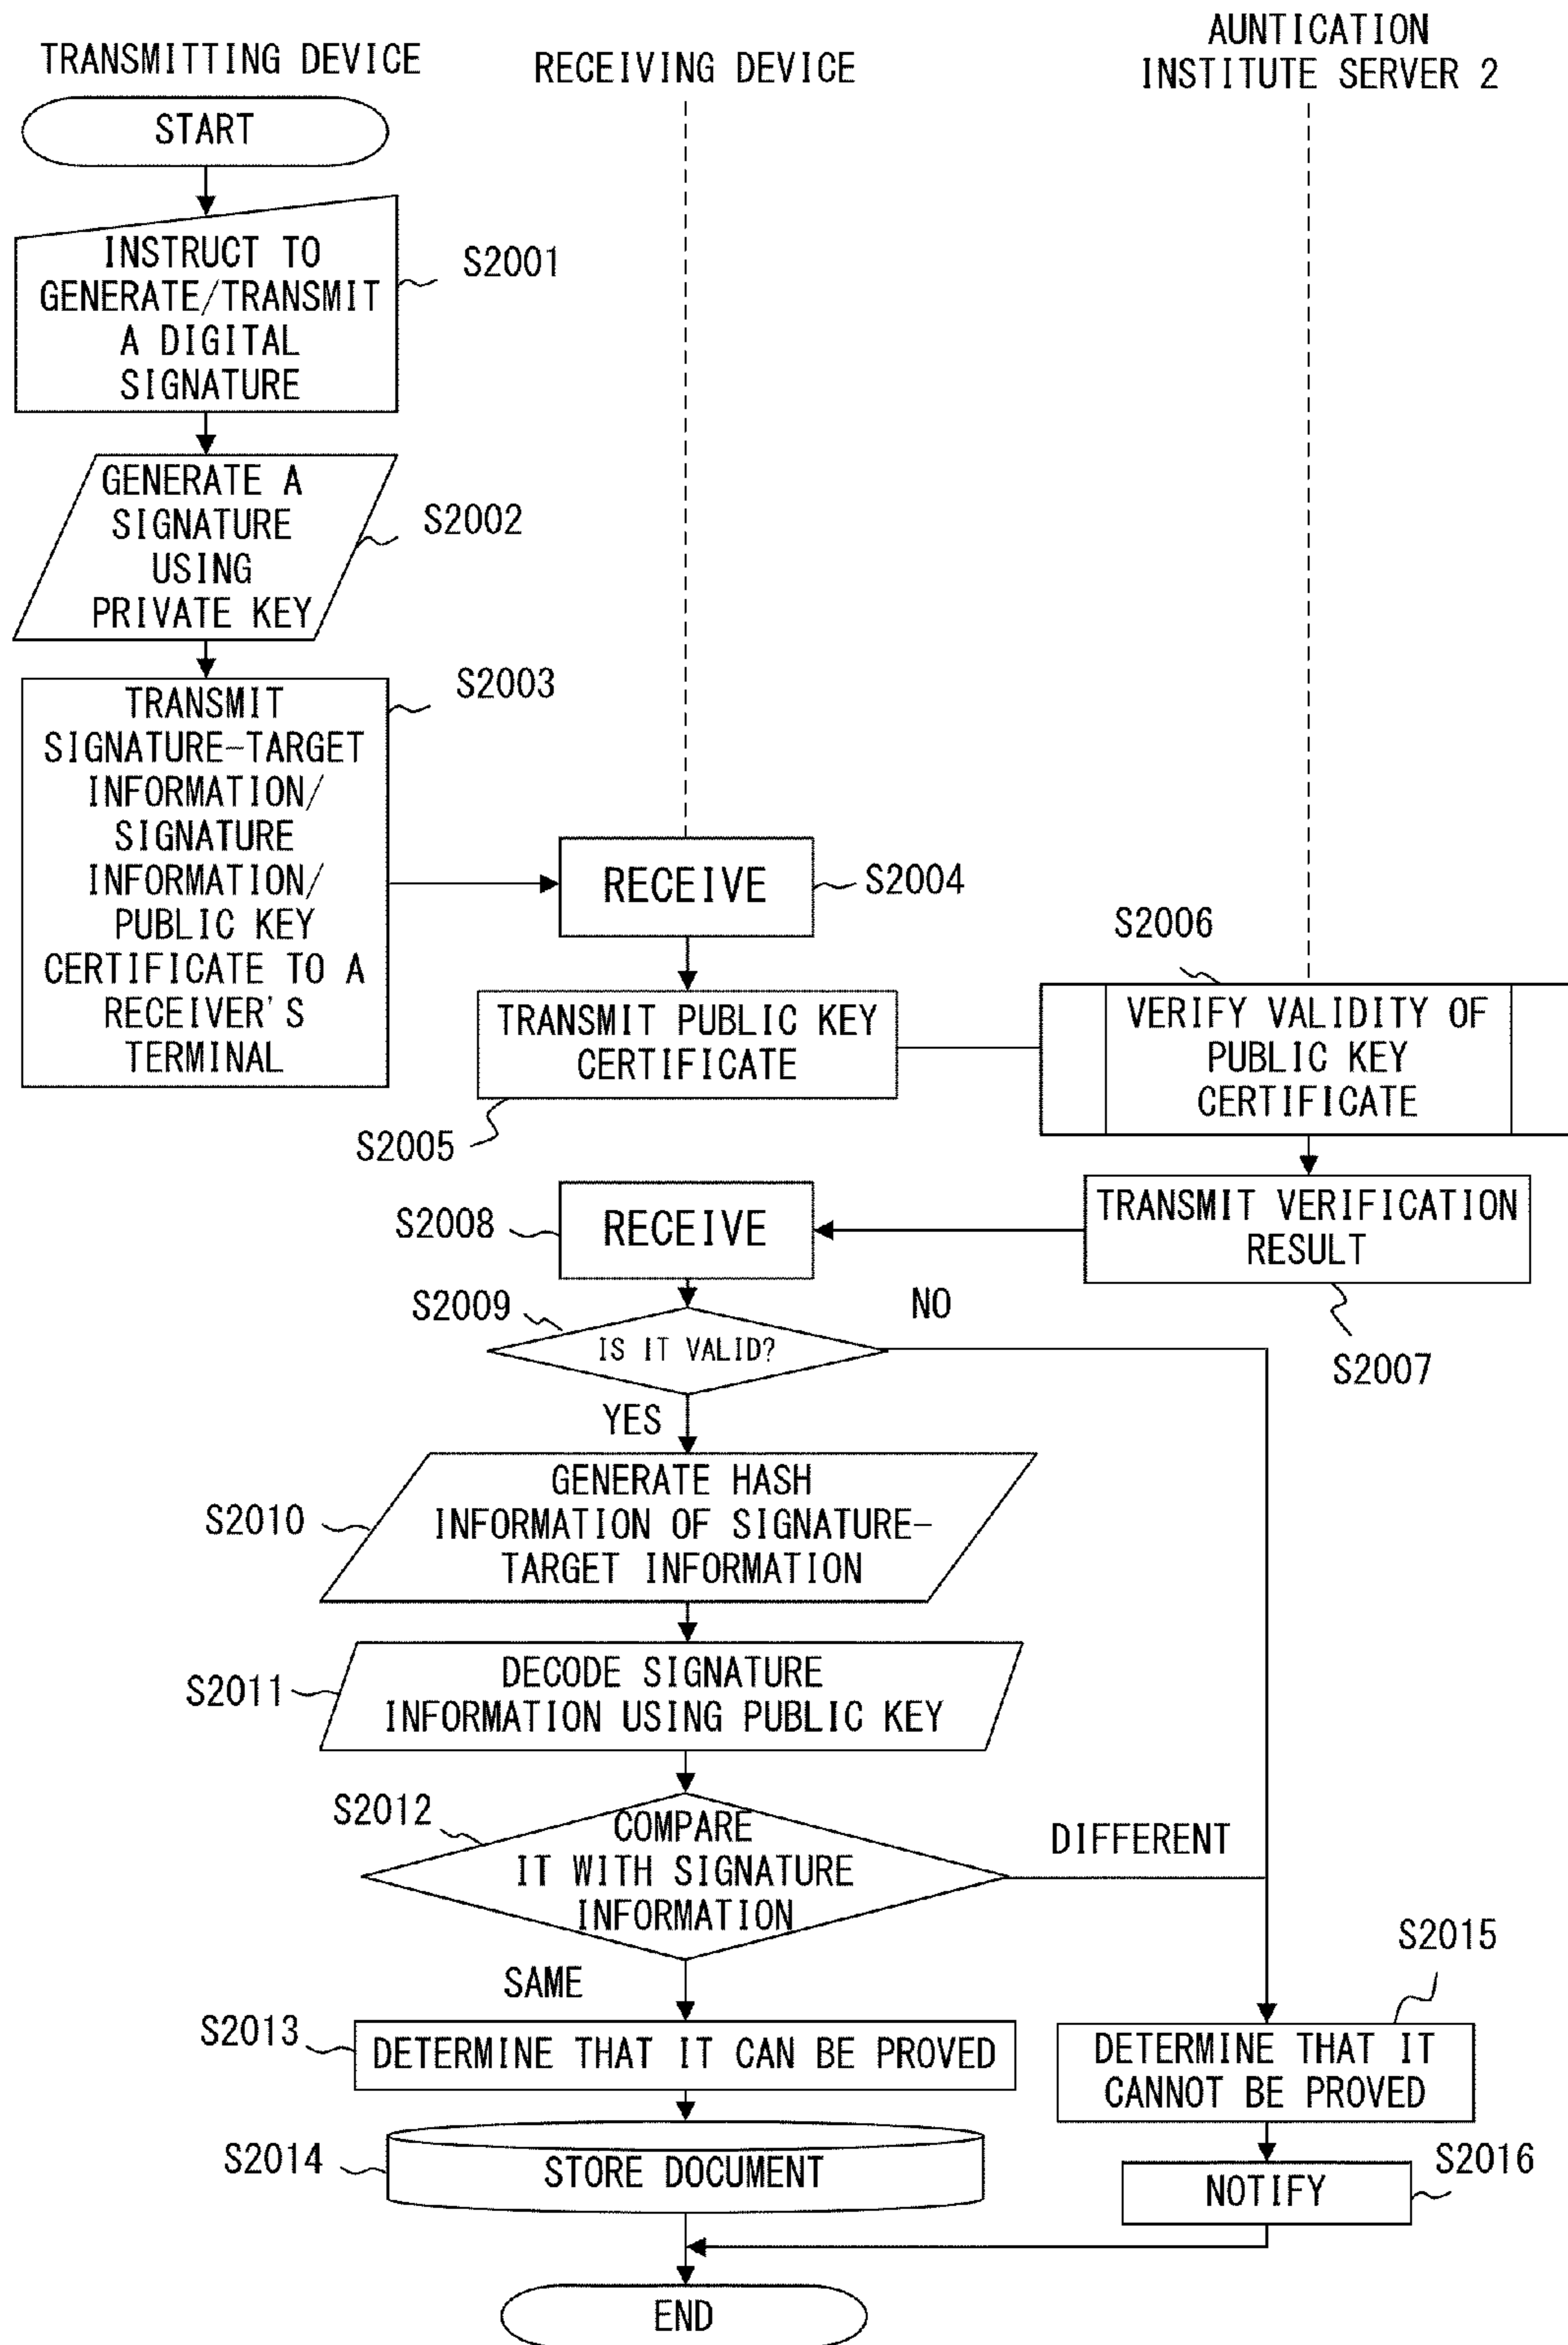 TRANSMITTING DEVICE
RECEIVING DEVICE
AUNTICATION
INSTITUTE SERVER 2
START
INSTRUCT TO
GENERATE/TRANSMIT
A DIGITAL
SIGNATURE
S2001
GENERATE A
SIGNATURE
USING
PRIVATE KEY
S2002
TRANSMIT
SIGNATURE-TARGET
INFORMATION/
SIGNATURE
INFORMATION/
PUBLIC KEY
CERTIFICATE TO A
RECEIVER'S
TERMINAL
S2003
RECEIVE
S2004
TRANSMIT PUBLIC KEY
CERTIFICATE
S2005
S2006
VERIFY VALIDITY OF
PUBLIC KEY
CERTIFICATE
TRANSMIT VERIFICATION
RESULT
S2007
S2008
RECEIVE
S2009
IS IT VALID?
NO
YES
S2010
GENERATE HASH
INFORMATION OF SIGNATURE-
TARGET INFORMATION
S2011
DECODE SIGNATURE
INFORMATION USING PUBLIC KEY
S2012
COMPARE
IT WITH SIGNATURE
INFORMATION
DIFFERENT
SAME
S2013
DETERMINE THAT IT CAN BE PROVED
S2015
DETERMINE THAT IT
CANNOT BE PROVED
S2014
STORE DOCUMENT
S2016
NOTIFY
END